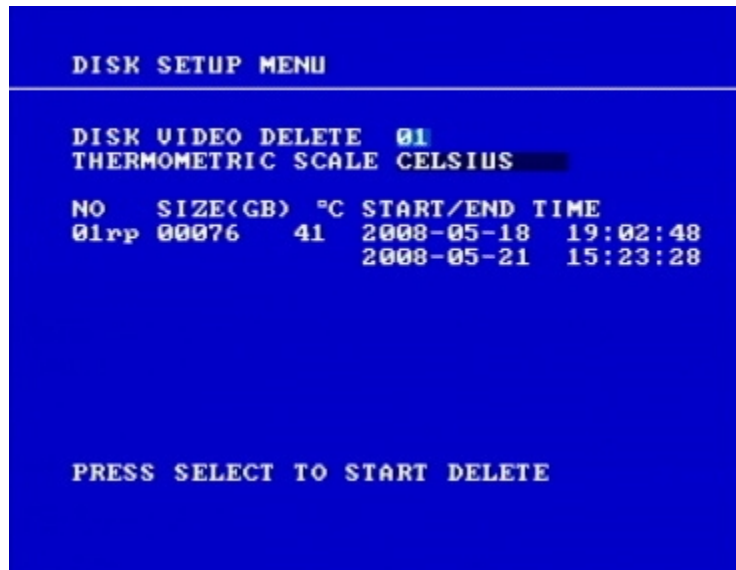 DISK SETUP MENU
DISK VIDEO DELETE 01
THERMOMETRIC SCALE CELSIUS
NO SIZE(GB) °C START/END TIME
01rp 00076 41 2008-05-18 19:02:48
2008-05-21 15:23:28
PRESS SELECT TO START DELETE